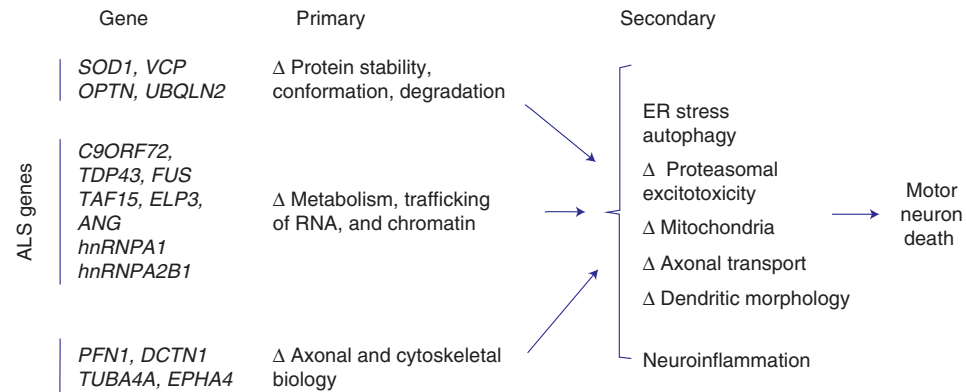 Gene
Primary
Secondary
ALS genes
SOD1, VCP
OPTN, UBQLN2
Δ Protein stability,
conformation, degradation
C9ORF72,
TDP43, FUS
TAF15, ELP3,
ANG
hnRNPA1
hnRNPA2B1
Δ Metabolism, trafficking
of RNA, and chromatin
PFN1, DCTN1
TUBA4A, EPHA4
Δ Axonal and cytoskeletal
biology
ER stress
autophagy
Δ Proteasomal
excitotoxicity
Δ Mitochondria
Δ Axonal transport
Δ Dendritic morphology
Neuroinflammation
Motor
neuron
death